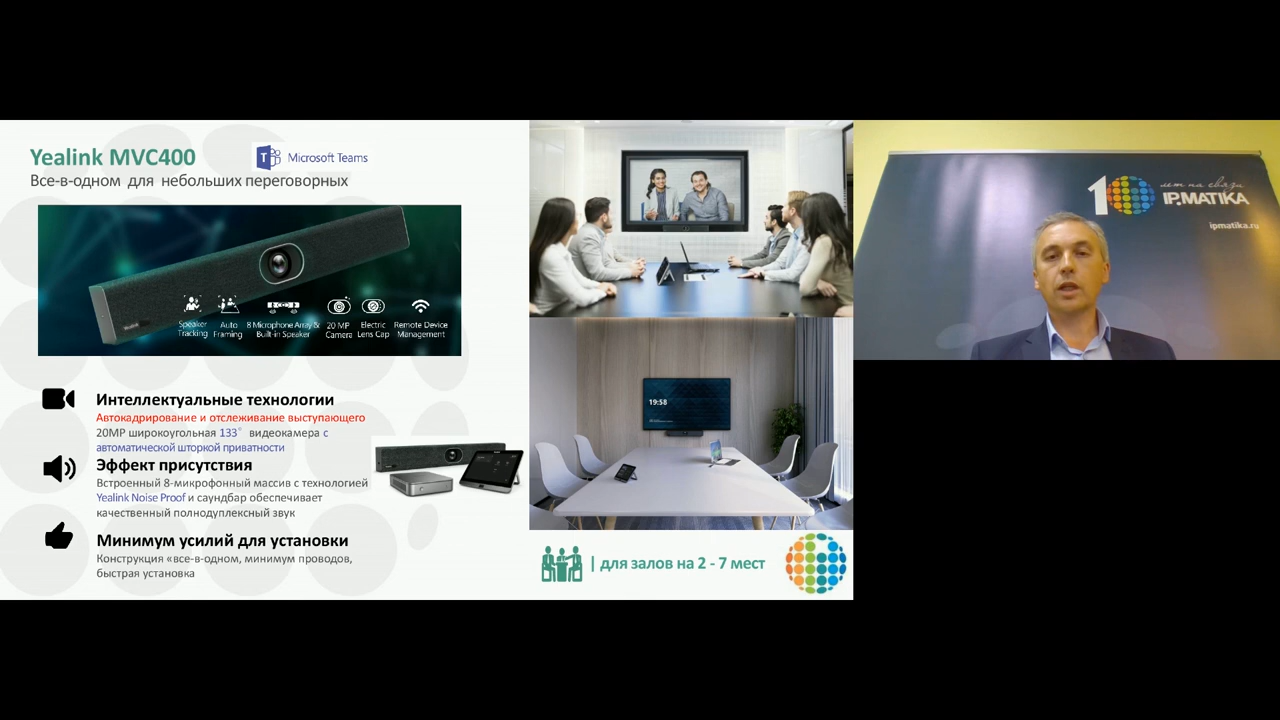 Yealink MVC400
Microsoft Teams
Все-в-одном для небольших переговорных
Speaker Tracking
Auto Framing
8 Microphone Array & Built-in Speaker
20 MP Camera
Electric Lens Cap
Remote Device Management
Интеллектуальные технологии
Автокадрирование и отслеживание выступающего
20MP широкоугольная 133° видеокамера с
автоматической шторкой приватности
Эффект присутствия
Встроенный 8-микрофонный массив с технологией
Yealink Noise Proof и саундбар обеспечивает
качественный полнодуплексный звук
Минимум усилий для установки
Конструкция «все-в-одном, минимум проводов,
быстрая установка
19:58
| для залов на 2 - 7 мест
10 лет на связи
IPMATIKA
ipmatika.ru